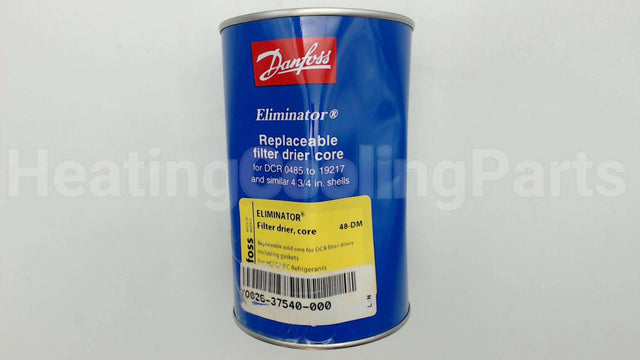 Danfoss
Eliminator®
Replaceable
filter drier core
for DCR 0485 to 19217
and similar 4 3/4 in. shells
HeatingCoolingParts
ELIMINATOR®
Filter drier, core 48-DM
Replaceable solid core for DCR filter driers
Including gaskets
Refrigerants
foss
-37540-000